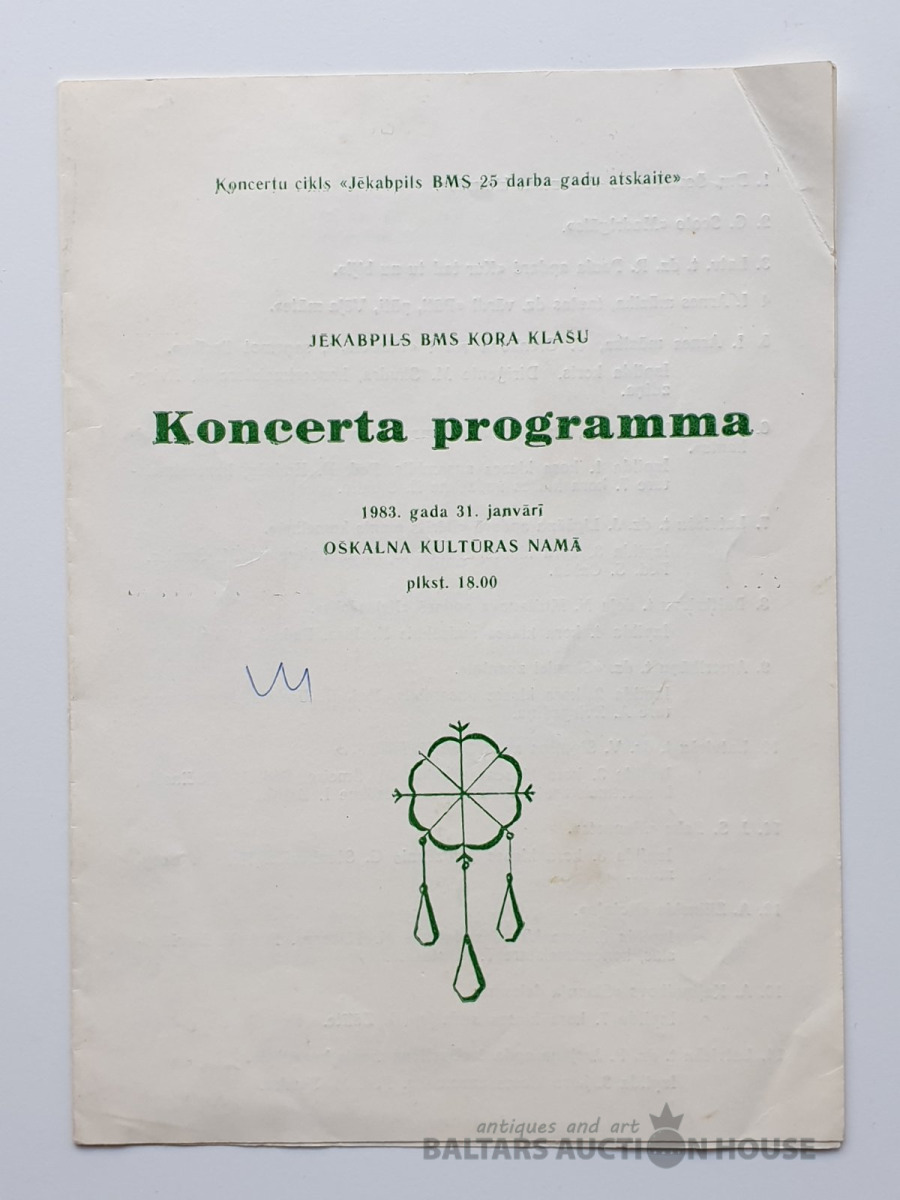 Koncertu cikls «Jēkabpils BMS 25 darba gadu atskaite»
JĒKABPILS BMS KORA KLAŠU
Koncerta programma
1983. gada 31. janvārī
OŠKALNA KULTŪRAS NAMĀ
plkst. 18.00
antiques and art
BALTARS AUCTION HOUSE